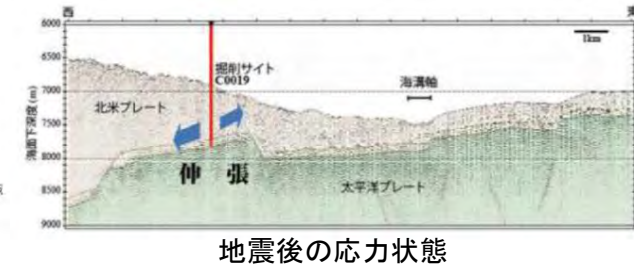 西
東
6000
6500
7000
7500
8000
8500
9000
海面下深度(m)
1km
掘削サイト
C0019
海溝軸
北米プレート
伸 張
太平洋プレート
地震後の応力状態